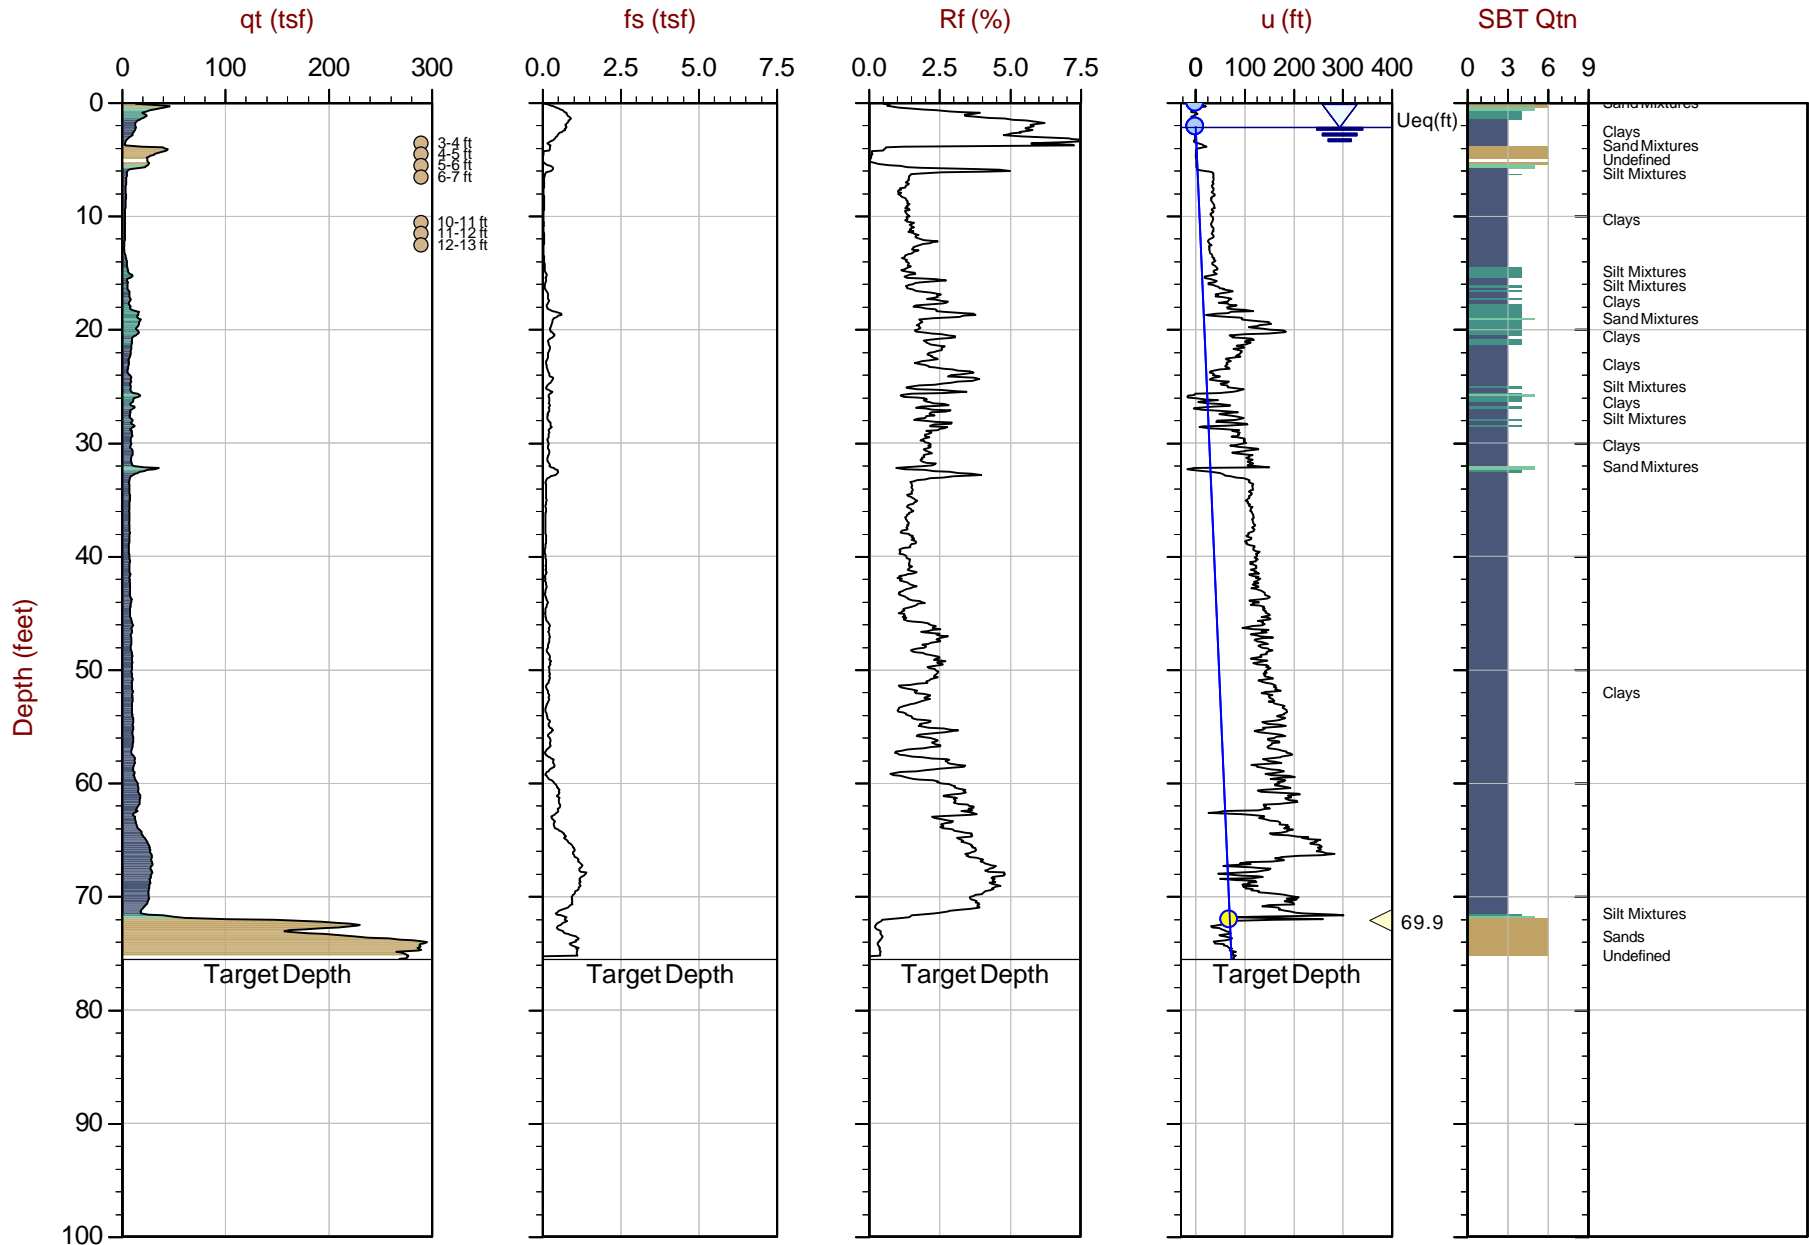 qt (tsf) fs (tsf) Rf (%) u (ft) SBT Qtn
0 100 200 300 0.0 2.5 5.0 7.5 0.0 2.5 5.0 7.5 0 100 200 300 400 0 3 6 9
0 Sand Mixtures
Ueq(ft)
Clays
3-4 ft Sand Mixtures
4-5 ft Undefined
5-6 ft
6-7 ft Silt Mixtures
10 10-11 ft Clays
11-12 ft
12-13 ft
Silt Mixtures
Silt Mixtures
Clays
Sand Mixtures
20
Clays
Clays
Silt Mixtures
Clays
Silt Mixtures
30 Clays
Sand Mixtures
40
50
Clays
Depth (feet)
60
70
Silt Mixtures
69.9
Sands
Undefined
Target Depth Target Depth Target Depth Target Depth
80
90
100